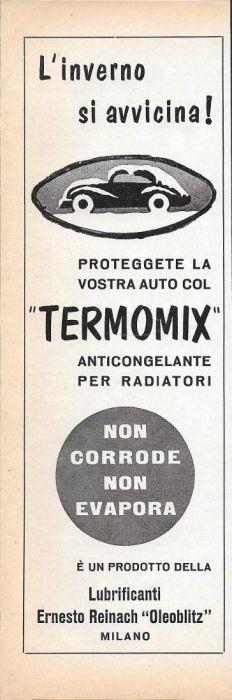 L'inverno
si avvicina!
PROTEGGETE LA
VOSTRA AUTO COL
"TERMOMIX"
ANTICONGELANTE
PER RADIATORI
NON
CORRODE
NON
EVAPORA
È UN PRODOTTO DELLA
Lubrificanti
Ernesto Reinach "Oleoblitz"
MILANO